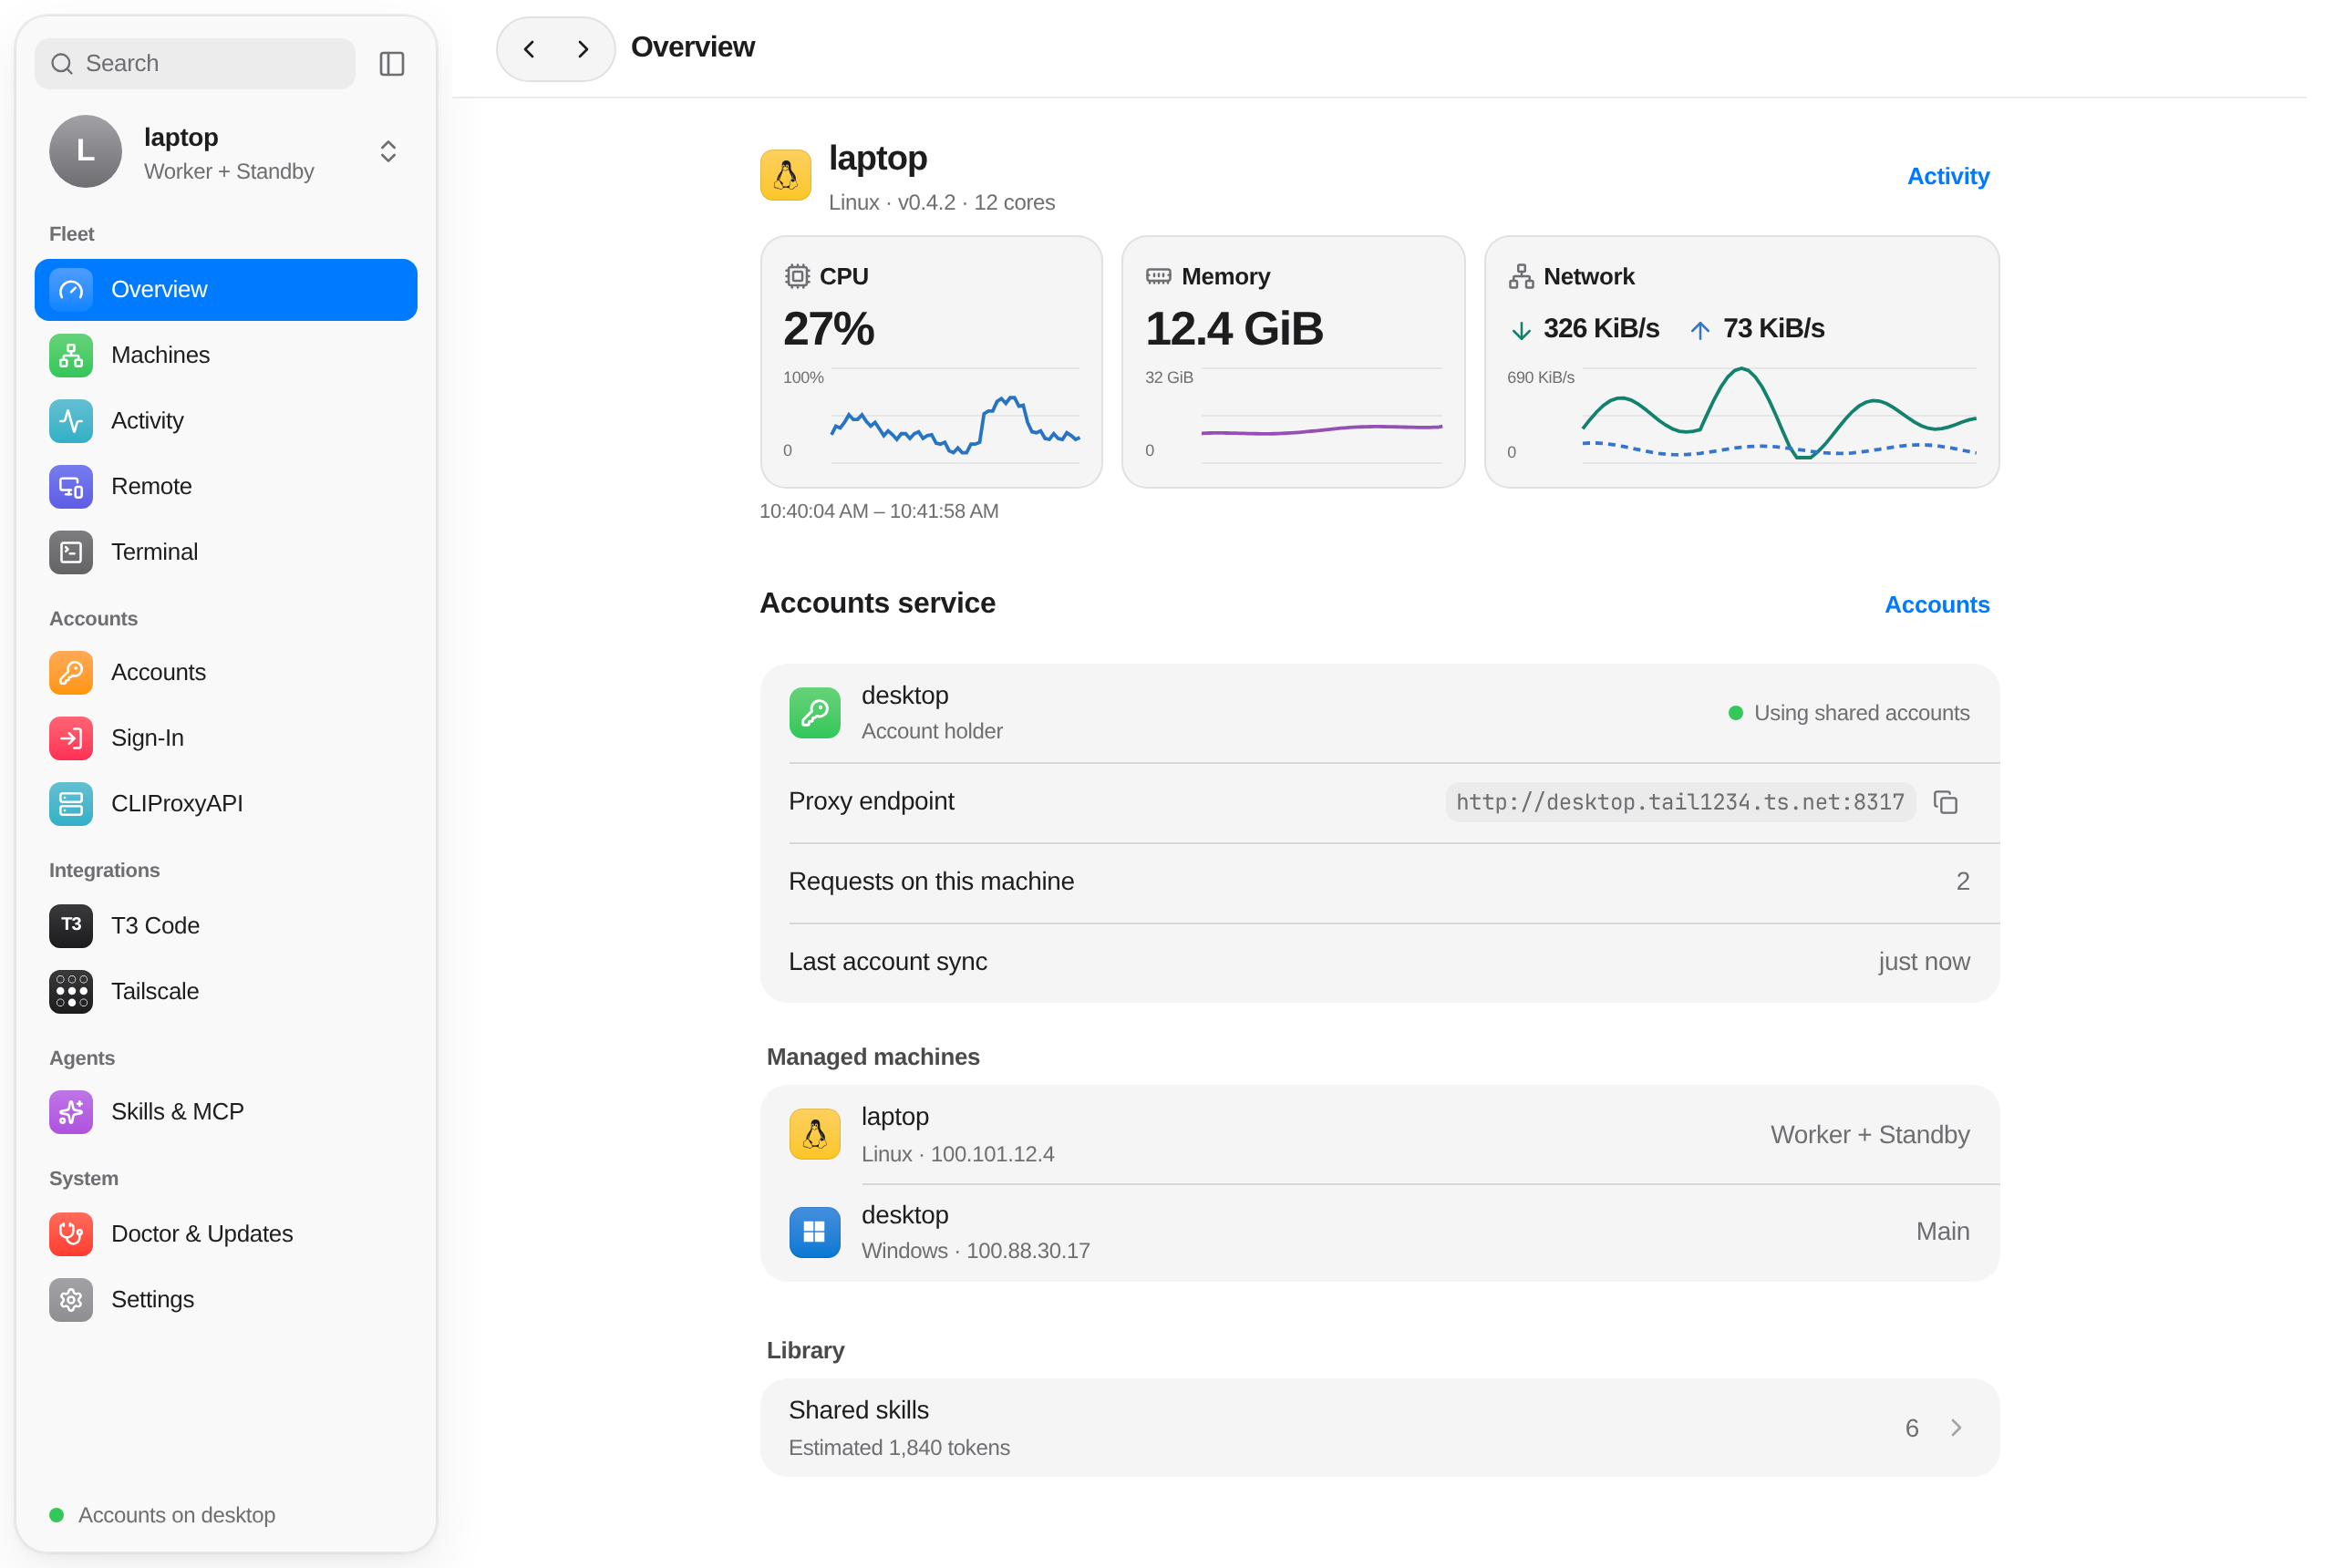 Search
L
laptop
Worker + Standby
Fleet
Overview
Machines
Activity
Remote
Terminal
Accounts
Accounts
Sign-In
CLIProxyAPI
Integrations
T3
T3 Code
Tailscale
Agents
Skills & MCP
System
Doctor & Updates
Settings
Accounts on desktop
Overview
laptop
Linux · v0.4.2 · 12 cores
Activity
CPU
27%
100%
0
Memory
12.4 GiB
32 GiB
0
Network
326 KiB/s
73 KiB/s
690 KiB/s
0
10:40:04 AM – 10:41:58 AM
Accounts service
Accounts
desktop
Account holder
Using shared accounts
Proxy endpoint
http://desktop.tail1234.ts.net:8317
Requests on this machine
2
Last account sync
just now
Managed machines
laptop
Linux · 100.101.12.4
Worker + Standby
desktop
Windows · 100.88.30.17
Main
Library
Shared skills
Estimated 1,840 tokens
6